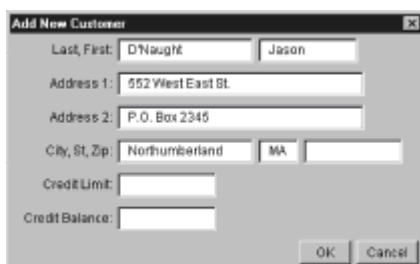 Add New Customer
Last, First: D'Naught Jason
Address 1: 552 West East St.
Address 2: P.O. Box 2345
City, St, Zip: Northumberland MA
Credit Limit:
Credit Balance:
OK Cancel